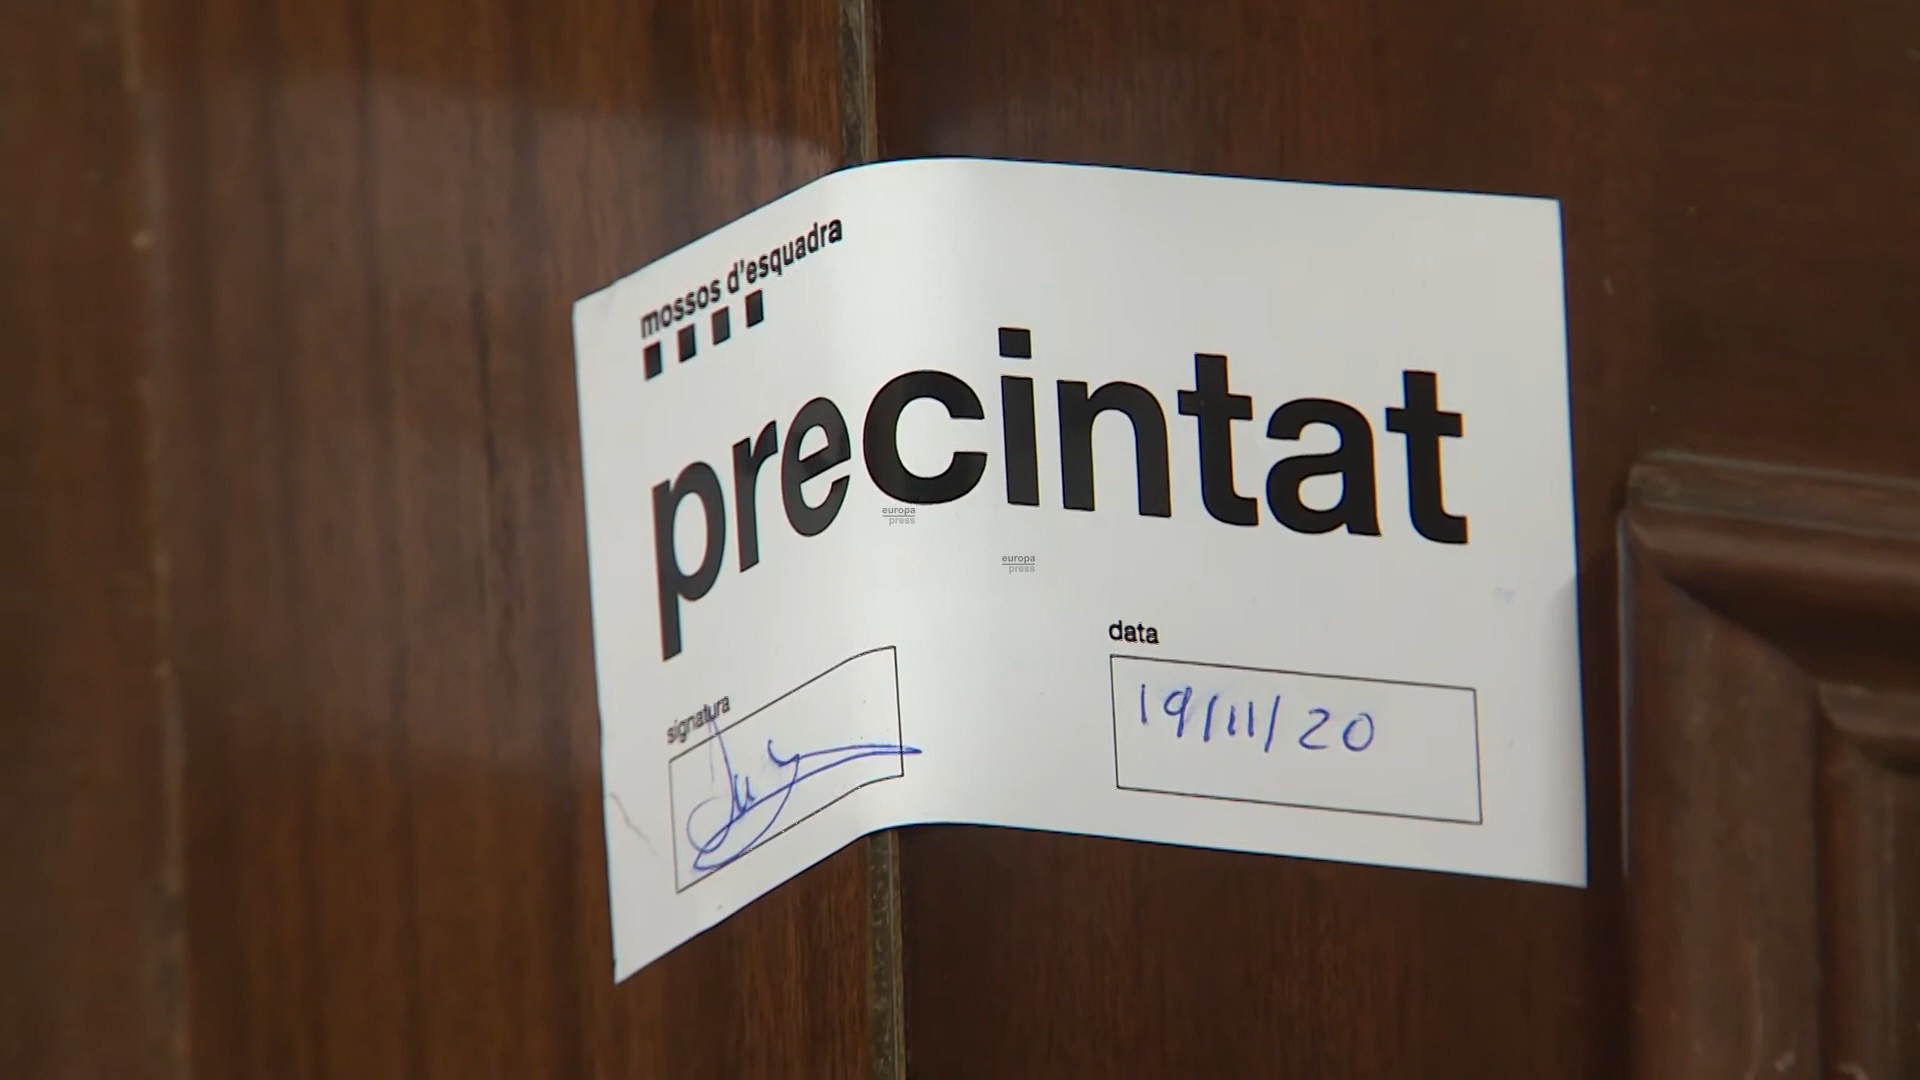 mossos d'esquadra
precintat
europa
press
europa
press
signatura
data
19/11/20